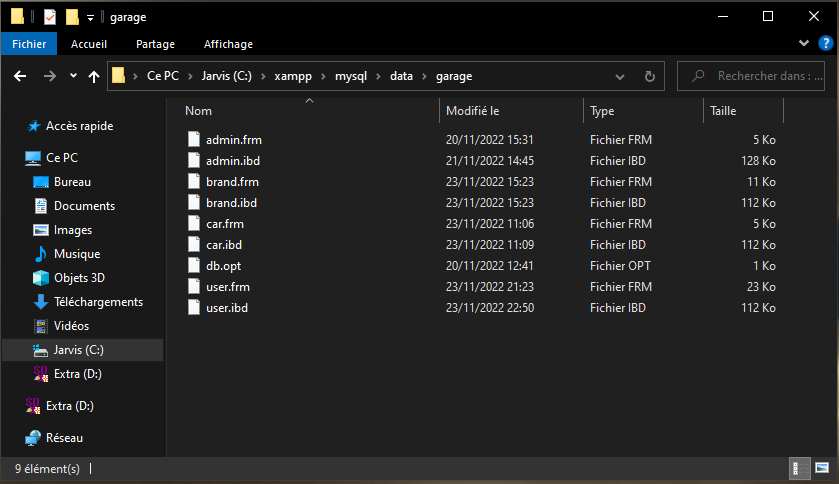 garage
Fichier Accueil Partage Affichage
Ce PC > Jarvis (C:) > xampp > mysql > data > garage
Rechercher dans : ...
Accès rapide
Ce PC
Bureau
Documents
Images
Musique
Objets 3D
Téléchargements
Vidéos
Jarvis (C:)
Extra (D:)
Extra (D:)
Réseau
Nom Modifié le Type Taille
admin.frm 20/11/2022 15:31 Fichier FRM 5 Ko
admin.ibd 21/11/2022 14:45 Fichier IBD 128 Ko
brand.frm 23/11/2022 15:23 Fichier FRM 11 Ko
brand.ibd 23/11/2022 15:23 Fichier IBD 112 Ko
car.frm 23/11/2022 11:06 Fichier FRM 5 Ko
car.ibd 23/11/2022 11:09 Fichier IBD 112 Ko
db.opt 20/11/2022 12:41 Fichier OPT 1 Ko
user.frm 23/11/2022 21:23 Fichier FRM 23 Ko
user.ibd 23/11/2022 22:50 Fichier IBD 112 Ko
9 élément(s)